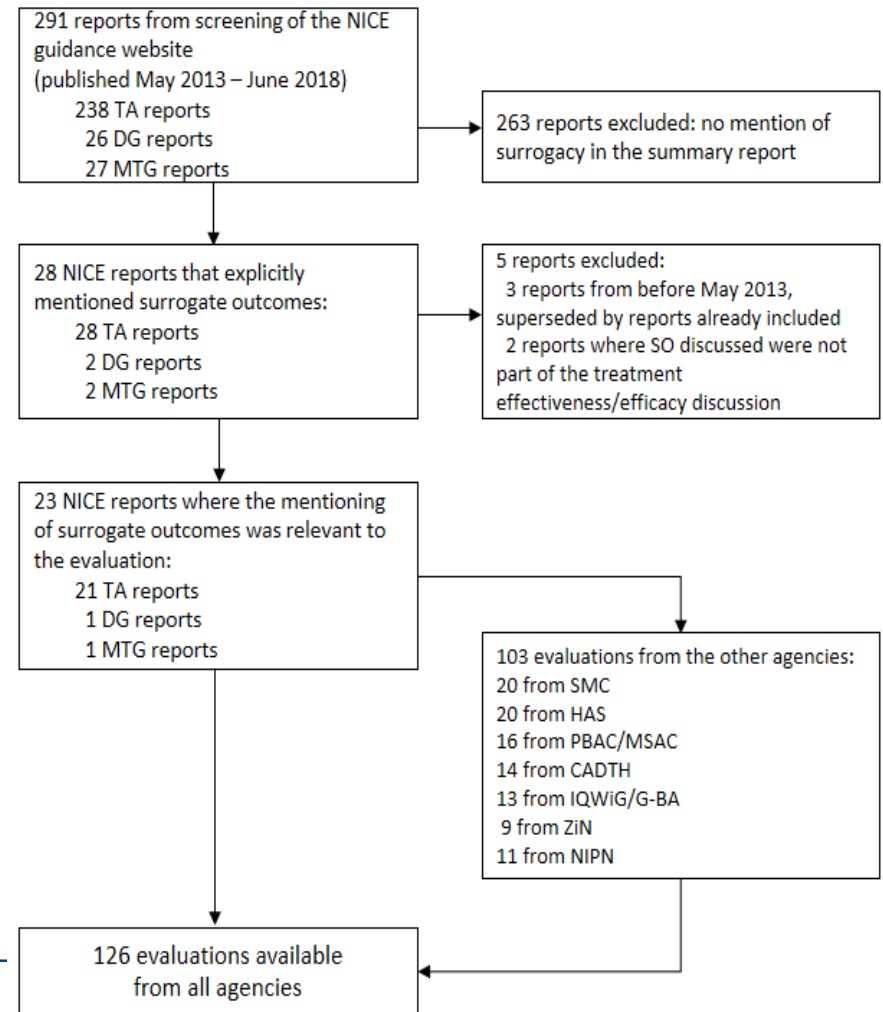 291 reports from screening of the NICE
guidance website
(published May 2013 – June 2018)
238 TA reports
26 DG reports
27 MTG reports
263 reports excluded: no mention of
surrogacy in the summary report
28 NICE reports that explicitly
mentioned surrogate outcomes:
28 TA reports
2 DG reports
2 MTG reports
5 reports excluded:
3 reports from before May 2013,
superseded by reports already included
2 reports where SO discussed were not
part of the treatment
effectiveness/efficacy discussion
23 NICE reports where the mentioning
of surrogate outcomes was relevant to
the evaluation:
21 TA reports
1 DG reports
1 MTG reports
103 evaluations from the other agencies:
20 from SMC
20 from HAS
16 from PBAC/MSAC
14 from CADTH
13 from IQWiG/G-BA
9 from ZiN
11 from NIPN
126 evaluations available
from all agencies